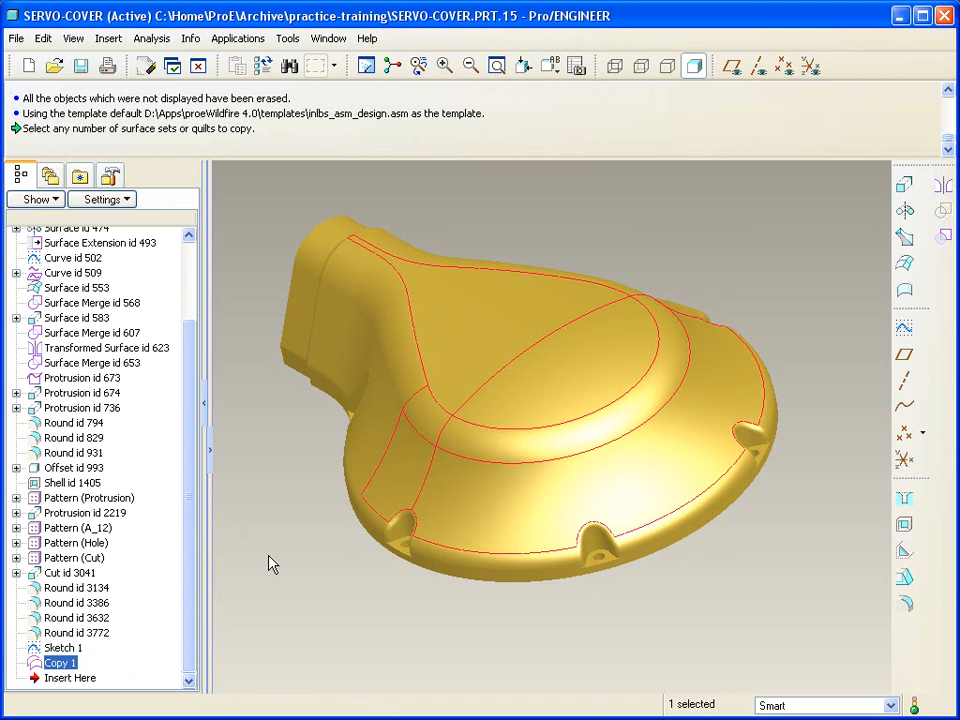 SERVO-COVER (Active) C:\Home\ProE\Archive\practice-training\SERVO-COVER.PRT.15 - Pro/ENGINEER
File Edit View Insert Analysis Info Applications Tools Window Help
All the objects which were not displayed have been erased.
Using the template default D:\Apps\proeWildfire 4.0\templates\inlbs_asm_design.asm as the template.
Select any number of surface sets or quilts to copy.
Show Settings
Surface id 474
Surface Extension id 493
Curve id 502
Curve id 509
Surface id 553
Surface Merge id 568
Surface id 583
Surface Merge id 607
Transformed Surface id 623
Surface Merge id 653
Protrusion id 673
Protrusion id 674
Protrusion id 736
Round id 794
Round id 829
Round id 931
Offset id 993
Shell id 1405
Pattern (Protrusion)
Protrusion id 2219
Pattern (A_12)
Pattern (Hole)
Pattern (Cut)
Cut id 3041
Round id 3134
Round id 3386
Round id 3632
Round id 3772
Sketch 1
Copy 1
Insert Here
1 selected Smart